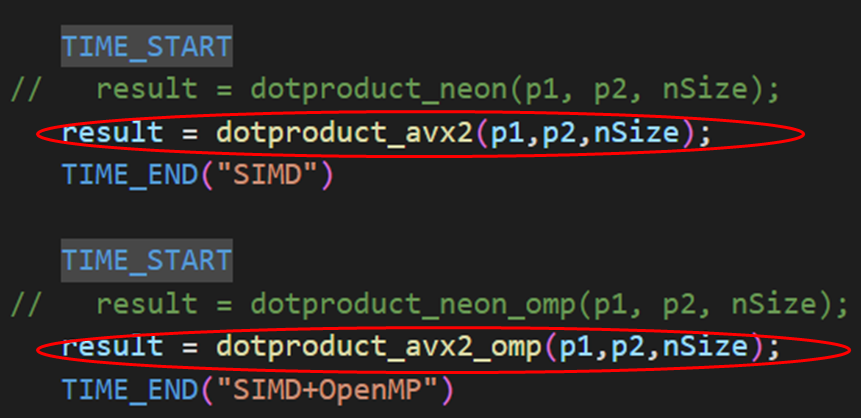 TIME_START
//   result = dotproduct_neon(p1, p2, nSize);
result = dotproduct_avx2(p1,p2,nSize);
TIME_END("SIMD")
TIME_START
//   result = dotproduct_neon_omp(p1, p2, nSize);
result = dotproduct_avx2_omp(p1,p2,nSize);
TIME_END("SIMD+OpenMP")